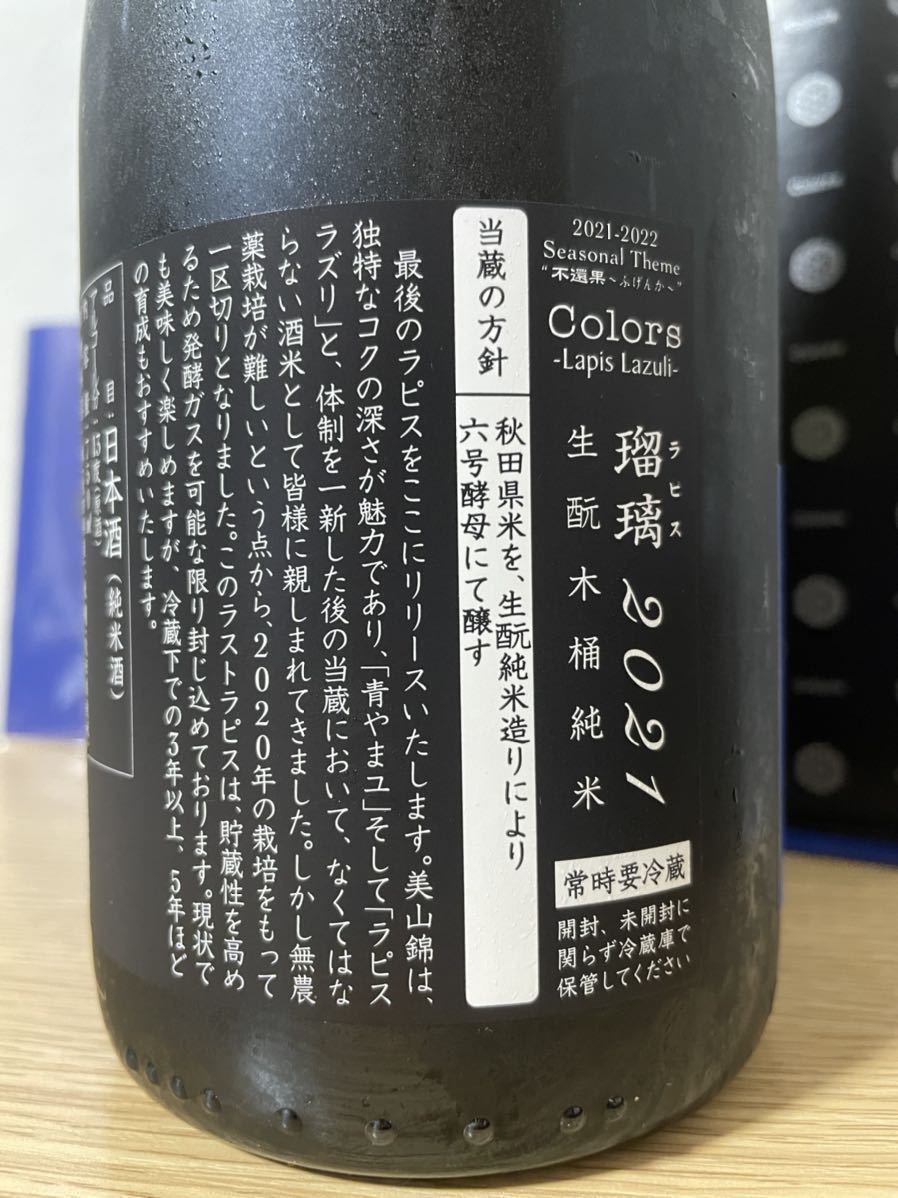 2021-2022
Seasonal Theme
“不還果～ふげんか～”
Colors
-Lapis Lazuli-
ラピス
瑠璃 2021
生酛木桶純米
常時要冷蔵
開封、未開封に
関らず冷蔵庫で
保管してください
当蔵の方針
秋田県米を、生酛純米造りにより
六号酵母にて醸す
最後のラピスをここにリリースいたします。美山錦は、
独特なコクの深さが魅力であり、「青やまユ」そして「ラピス
ラズリ」と、体制を一新した後の当蔵において、なくてはな
らない酒米として皆様に親しまれてきました。しかし無農
薬栽培が難しいという点から、2020年の栽培をもって
一区切りとなりました。このラストラピスは、貯蔵性を高め
るため発酵ガスを可能な限り封じ込めております。現状で
も美味しく楽しめますが、冷蔵下での3年以上、5年ほど
の育成もおすすめいたします。
品 目：日本酒（純米酒）